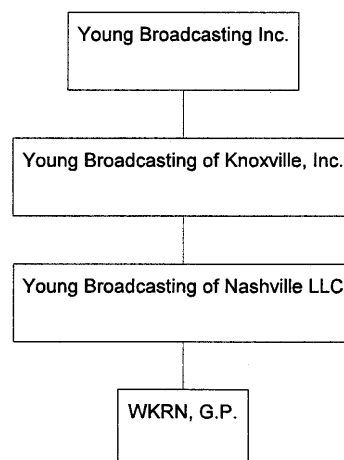 Young Broadcasting Inc.
Young Broadcasting of Knoxville, Inc.
Young Broadcasting of Nashville LLC
WKRN, G.P.